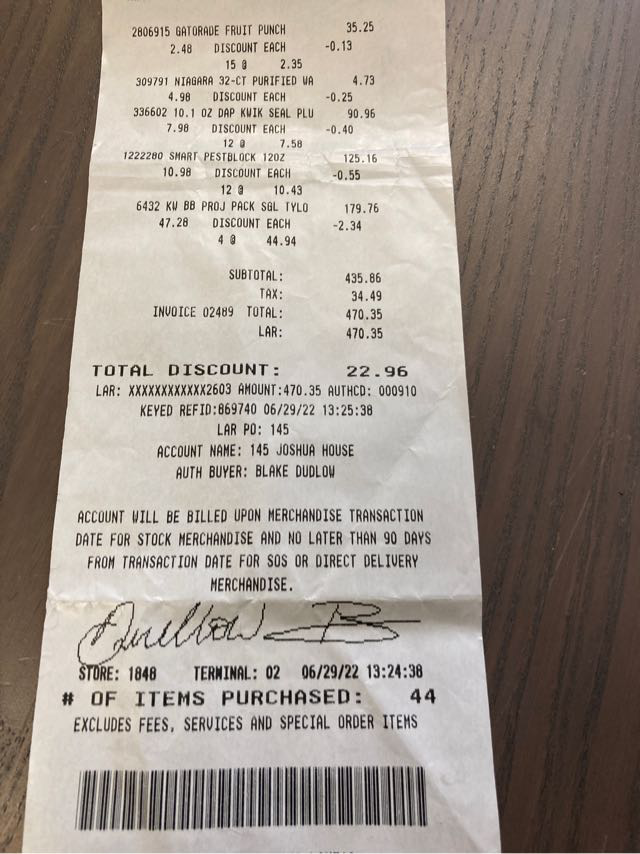 2806915 GATORADE FRUIT PUNCH 35.25
2.48 DISCOUNT EACH -0.13
15 @ 2.35
309791 NIAGARA 32-CT PURIFIED WA 4.73
4.98 DISCOUNT EACH -0.25
336602 10.1 OZ DAP KWIK SEAL PLU 90.96
7.98 DISCOUNT EACH -0.40
12 @ 7.58
1222280 SMART PESTBLOCK 12OZ 125.16
10.98 DISCOUNT EACH -0.55
12 @ 10.43
6432 KW BB PROJ PACK SGL TYLO 179.76
47.28 DISCOUNT EACH -2.34
4 @ 44.94
SUBTOTAL: 435.86
TAX: 34.49
INVOICE 02489 TOTAL: 470.35
LAR: 470.35
TOTAL DISCOUNT: 22.96
LAR: XXXXXXXXXXXX2603 AMOUNT:470.35 AUTHCD: 000910
KEYED REFID:869740 06/29/22 13:25:38
LAR PO: 145
ACCOUNT NAME: 145 JOSHUA HOUSE
AUTH BUYER: BLAKE DUDLOW
ACCOUNT WILL BE BILLED UPON MERCHANDISE TRANSACTION
DATE FOR STOCK MERCHANDISE AND NO LATER THAN 90 DAYS
FROM TRANSACTION DATE FOR SOS OR DIRECT DELIVERY
MERCHANDISE.
STORE: 1848 TERMINAL: 02 06/29/22 13:24:38
# OF ITEMS PURCHASED: 44
EXCLUDES FEES, SERVICES AND SPECIAL ORDER ITEMS